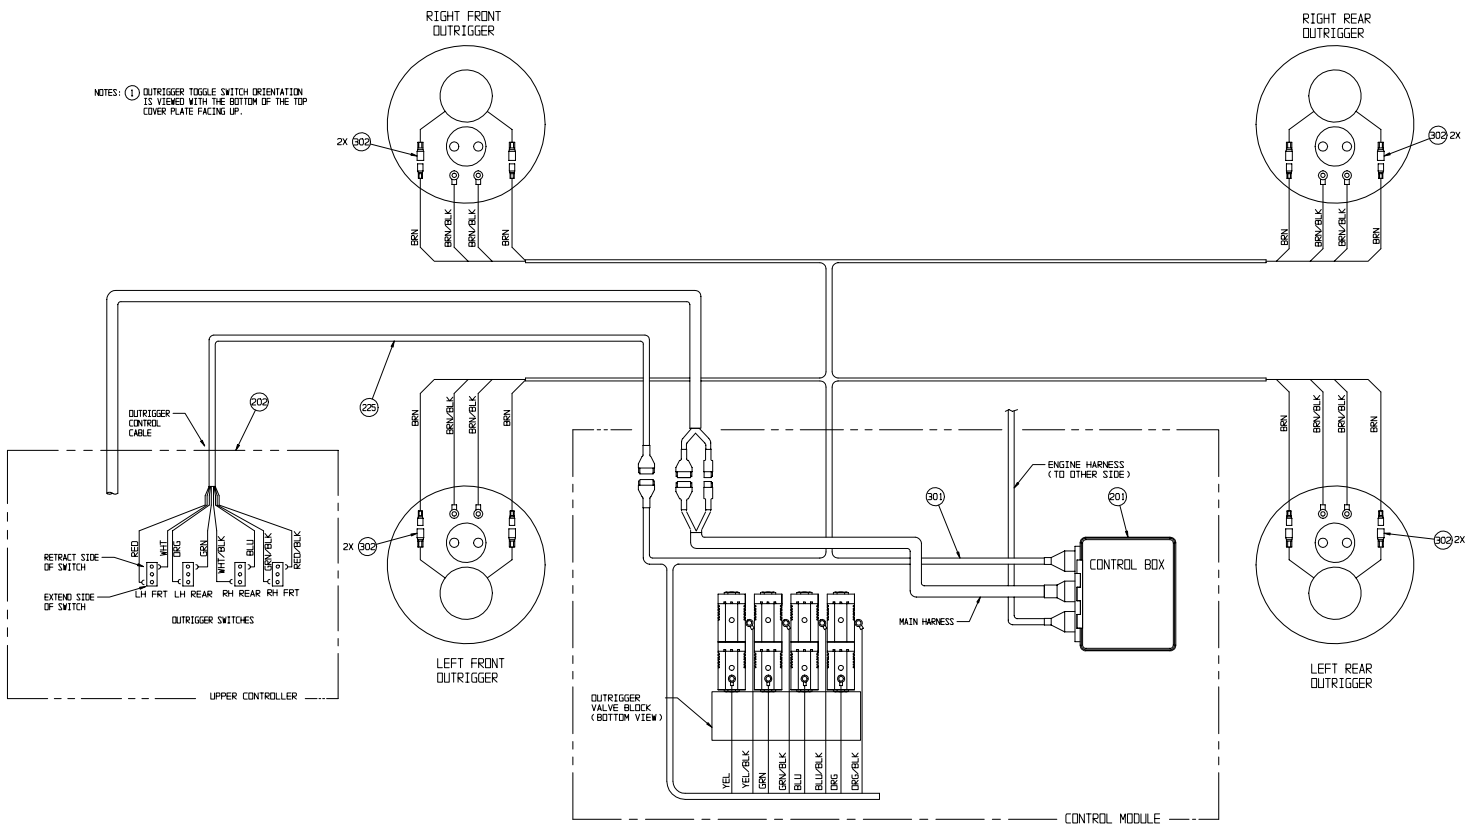 RIGHT FRONT
OUTRIGGER
RIGHT REAR
OUTRIGGER
NOTES: 1 OUTRIGGER TOGGLE SWITCH ORIENTATION
IS VIEWED WITH THE BOTTOM OF THE TOP
COVER PLATE FACING UP.
2X 302
302 2X
BRN
BRN/BLK
BRN/BLK
BRN
BRN
BRN/BLK
BRN/BLK
BRN
225
202
OUTRIGGER
CONTROL
CABLE
BRN
BRN/BLK
BRN/BLK
BRN
BRN
BRN/BLK
BRN/BLK
BRN
ENGINE HARNESS
(TO OTHER SIDE)
301
201
CONTROL BOX
2X 302
302 2X
RED
WHT
ORG
GRN
WHT/BLK
BLU
GRN/BLK
RED/BLK
RETRACT SIDE
OF SWITCH
EXTEND SIDE
OF SWITCH
LH FRT
LH REAR
RH REAR
RH FRT
OUTRIGGER SWITCHES
MAIN HARNESS
LEFT FRONT
OUTRIGGER
LEFT REAR
OUTRIGGER
UPPER CONTROLLER
OUTRIGGER
VALVE BLOCK
(BOTTOM VIEW)
YEL
YEL/BLK
GRN
GRN/BLK
BLU
BLU/BLK
ORG
ORG/BLK
CONTROL MODULE